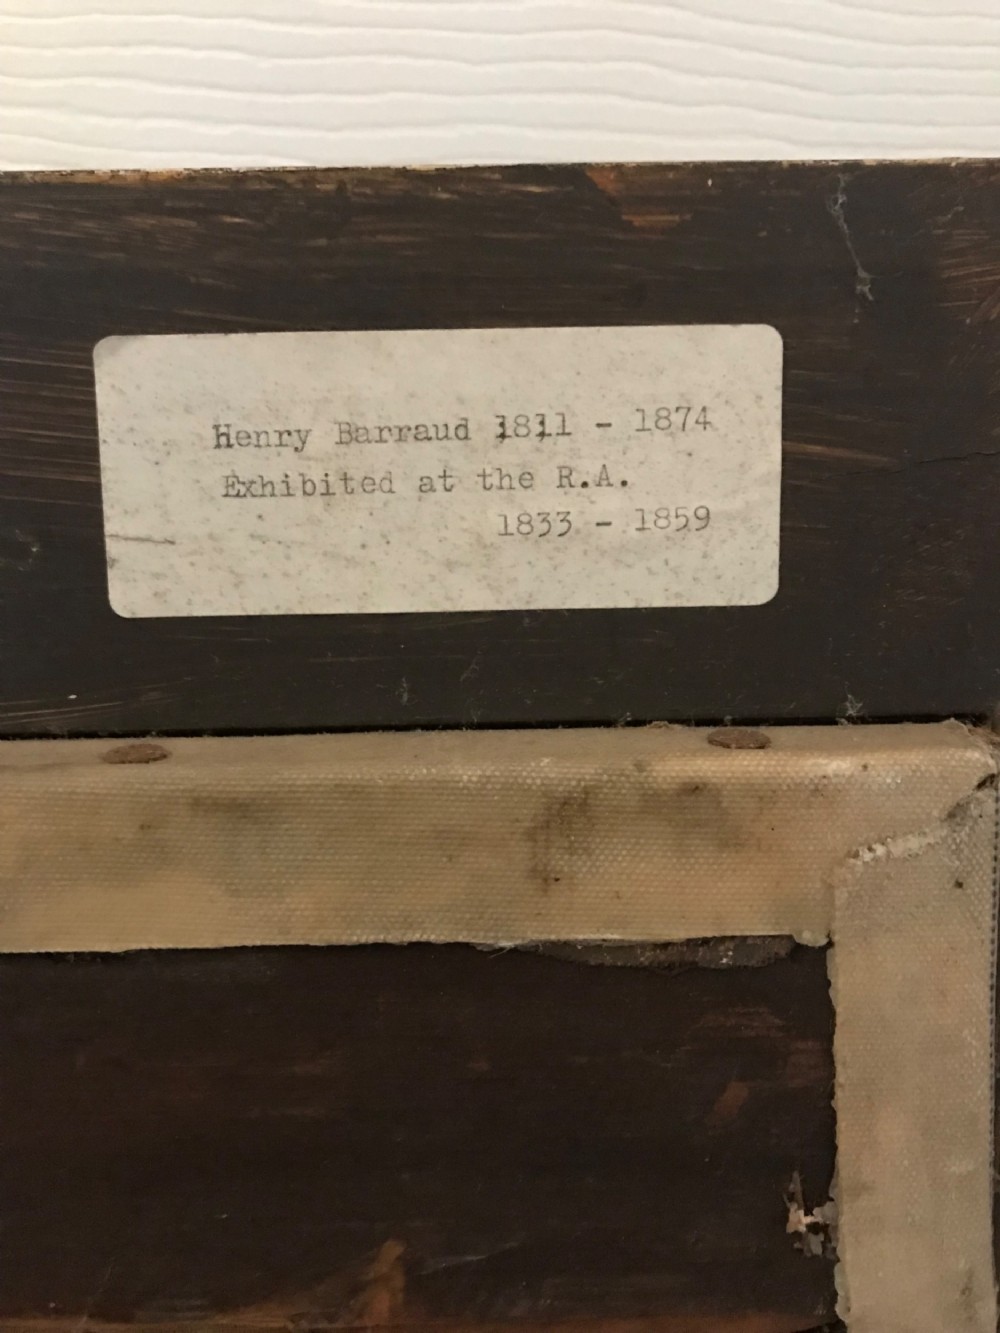 Henry Barraud 1811 - 1874
Exhibited at the R.A.
1833 - 1859